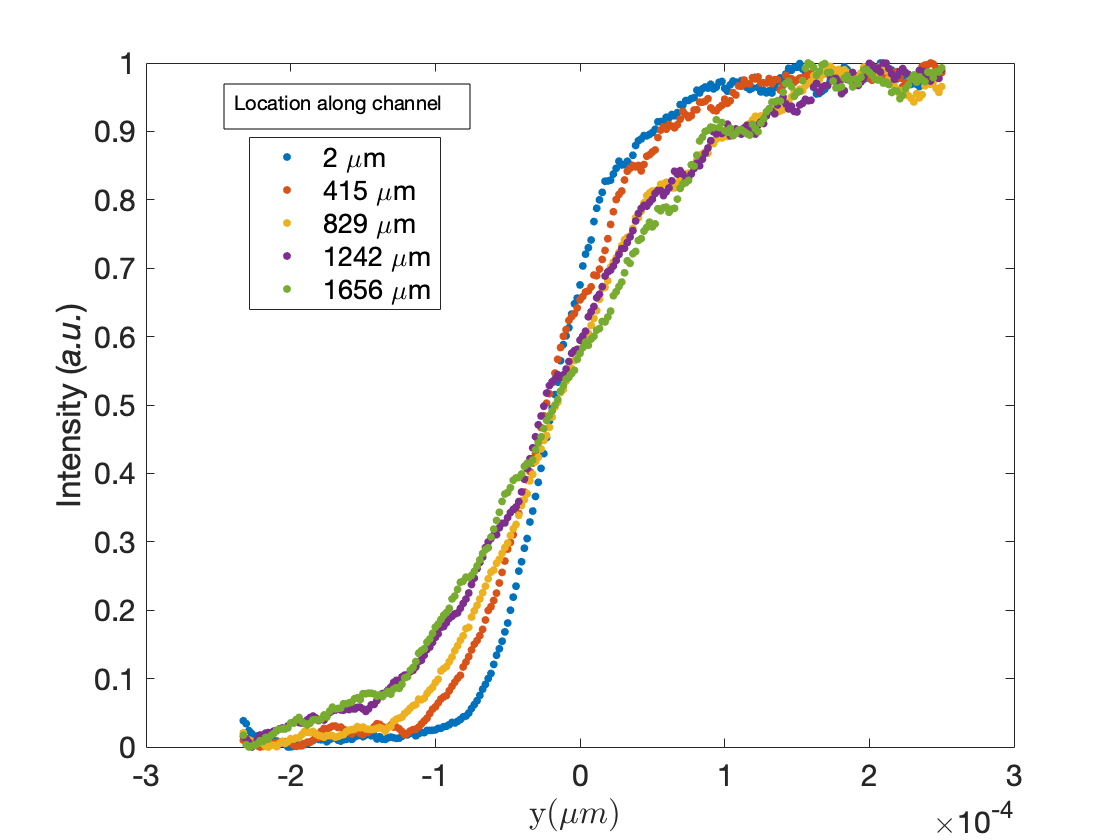 Location along channel
2 μm
415 μm
829 μm
1242 μm
1656 μm
Intensity (a.u.)
1
0.9
0.8
0.7
0.6
0.5
0.4
0.3
0.2
0.1
0
-3 -2 -1 0 1 2 3
y(μm)
×10-4